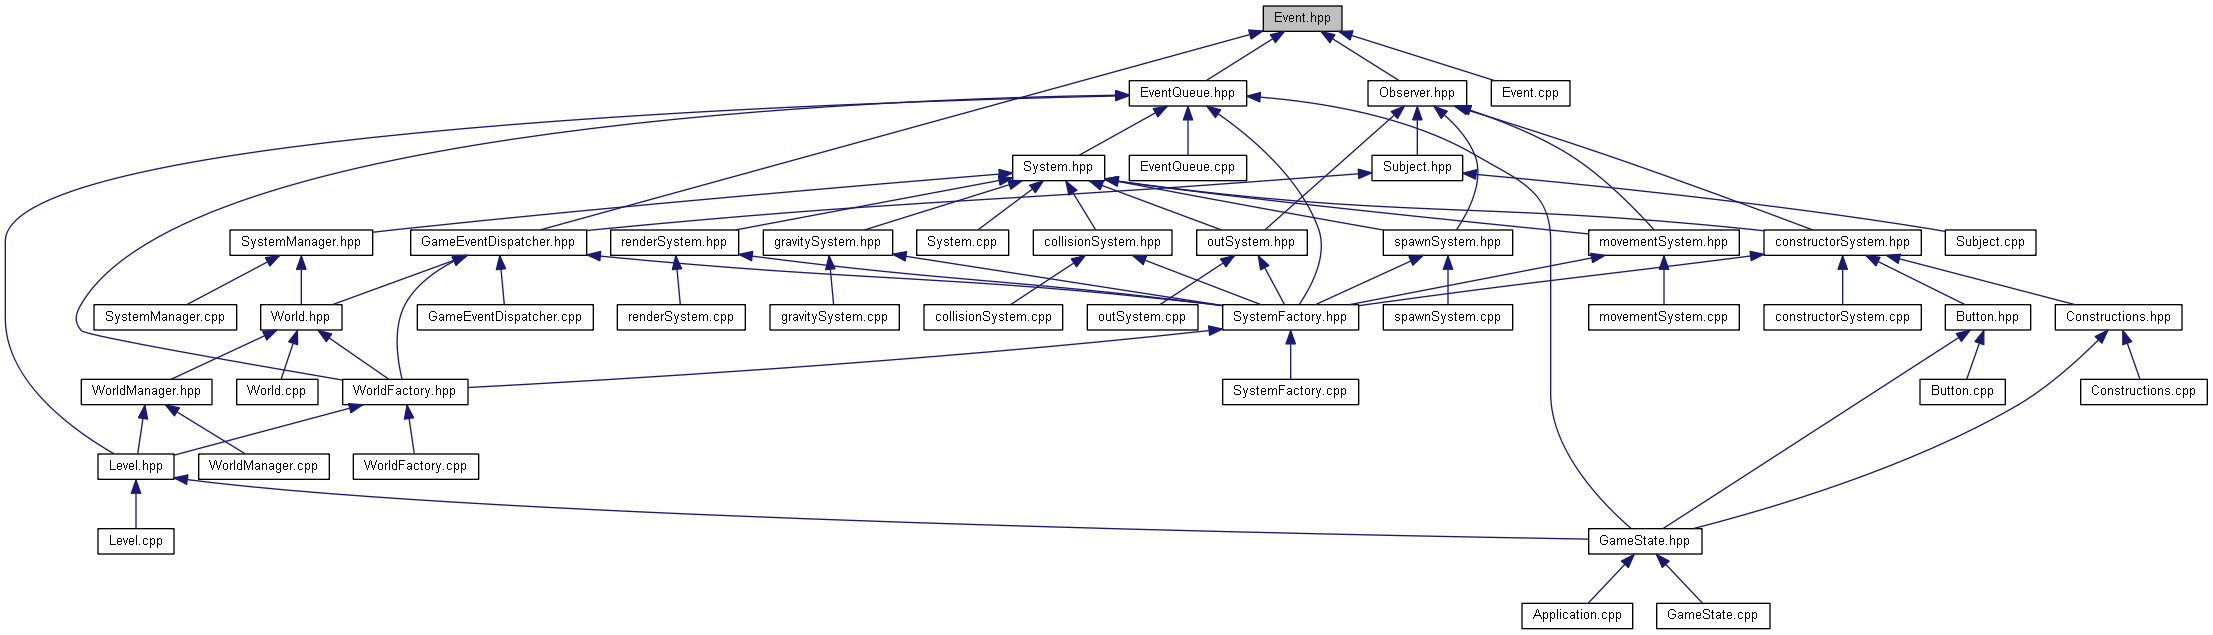 Event.hpp
EventQueue.hpp
Observer.hpp
Event.cpp
System.hpp
EventQueue.cpp
Subject.hpp
SystemManager.hpp
GameEventDispatcher.hpp
renderSystem.hpp
gravitySystem.hpp
System.cpp
collisionSystem.hpp
outSystem.hpp
spawnSystem.hpp
movementSystem.hpp
constructorSystem.hpp
Subject.cpp
SystemManager.cpp
World.hpp
GameEventDispatcher.cpp
renderSystem.cpp
gravitySystem.cpp
collisionSystem.cpp
outSystem.cpp
SystemFactory.hpp
spawnSystem.cpp
movementSystem.cpp
constructorSystem.cpp
Button.hpp
Constructions.hpp
WorldManager.hpp
World.cpp
WorldFactory.hpp
SystemFactory.cpp
Button.cpp
Constructions.cpp
Level.hpp
WorldManager.cpp
WorldFactory.cpp
Level.cpp
GameState.hpp
Application.cpp
GameState.cpp